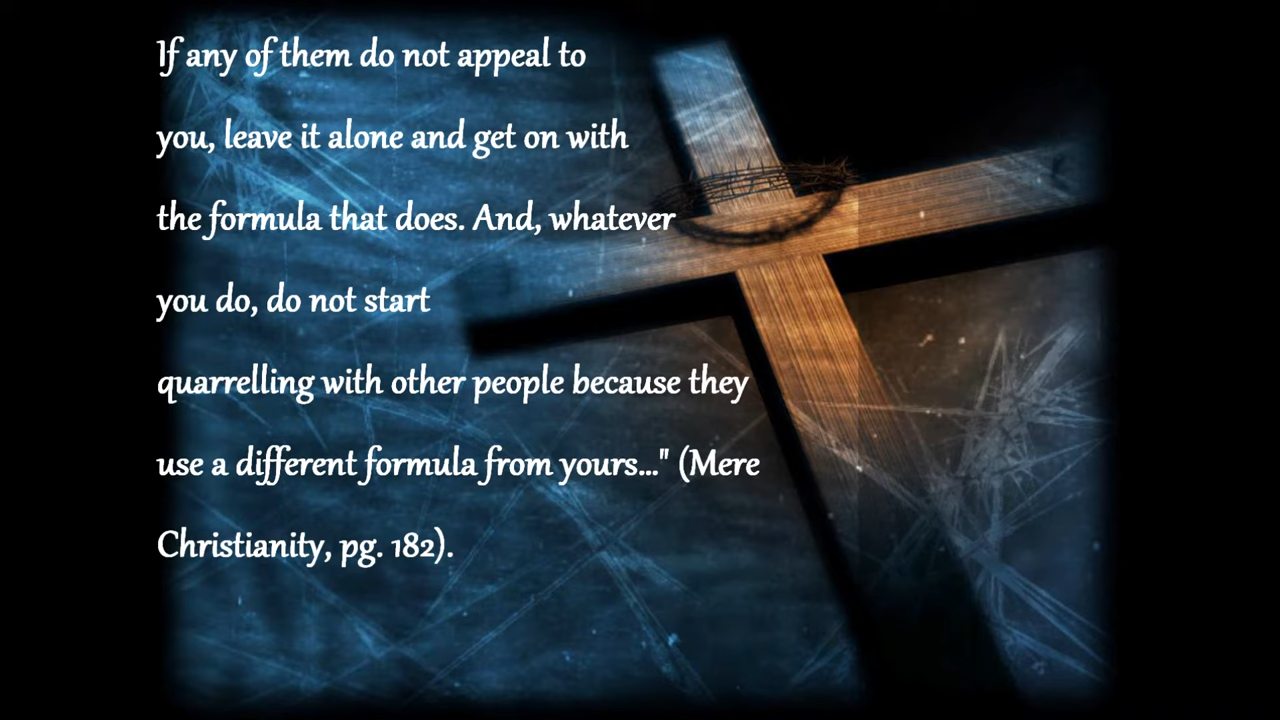 If any of them do not appeal to
you, leave it alone and get on with
the formula that does. And, whatever
you do, do not start
quarrelling with other people because they
use a different formula from yours..." (Mere
Christianity, pg. 182).